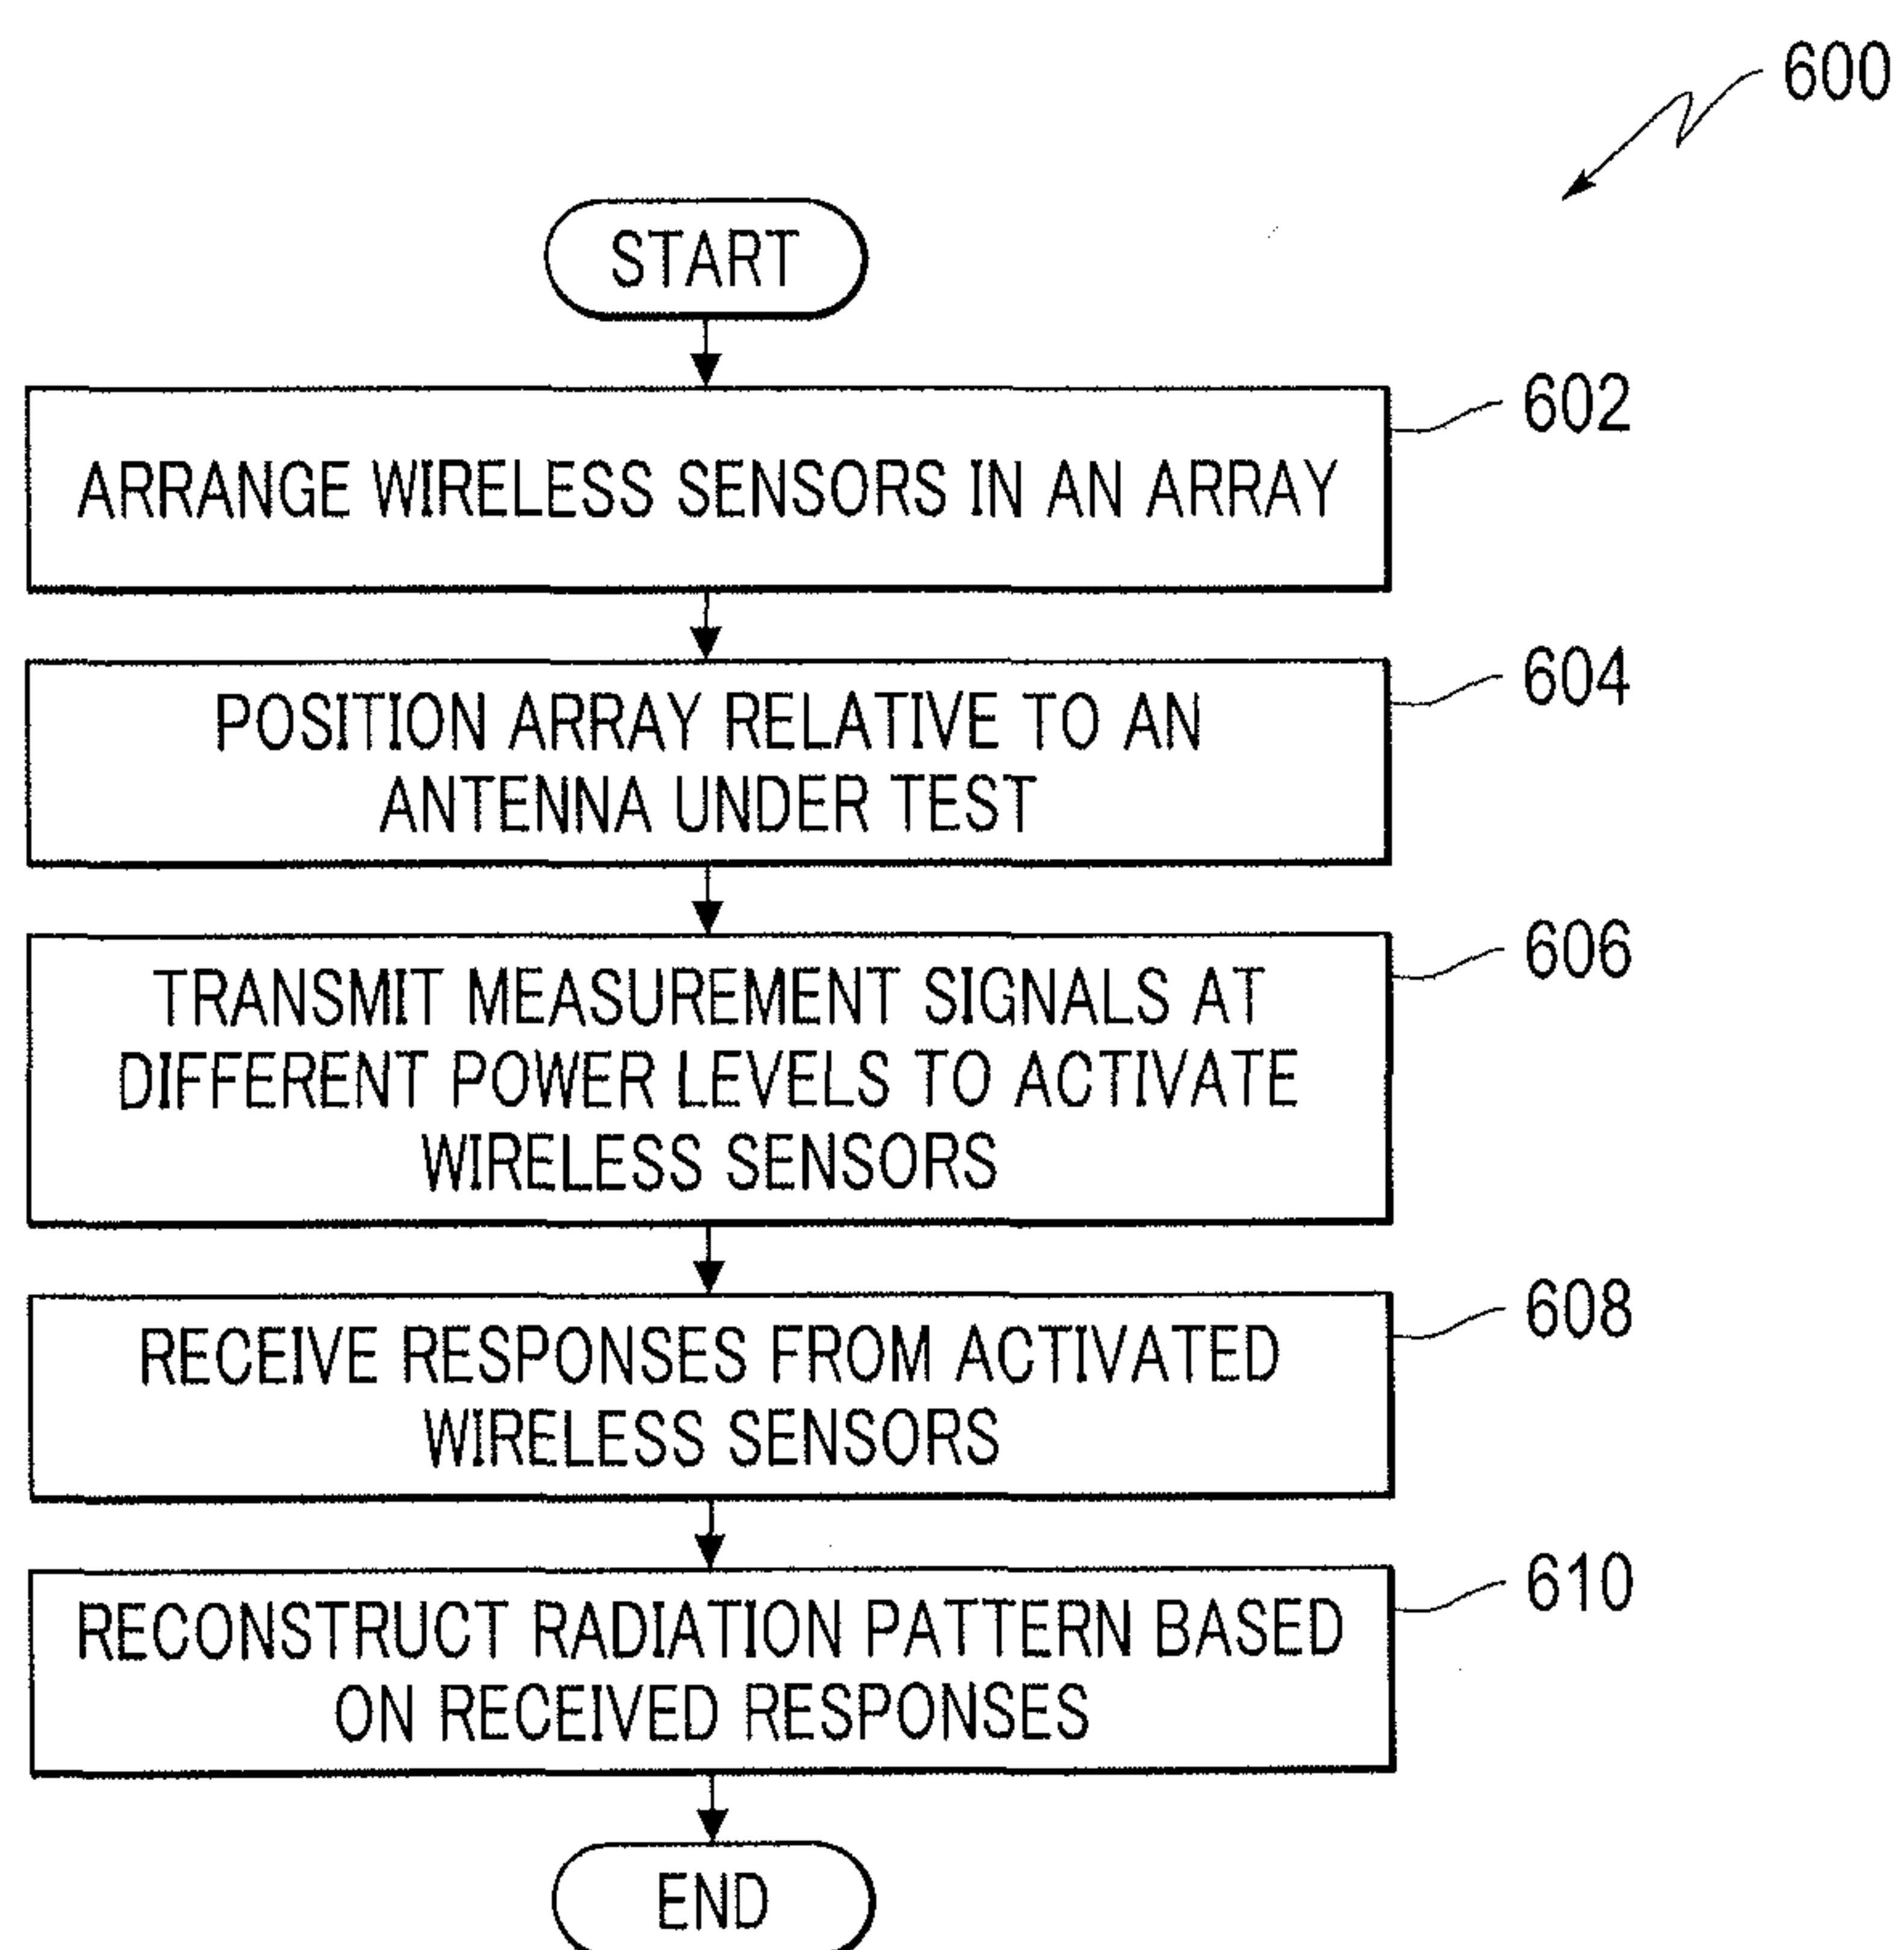 600
START
602
ARRANGE WIRELESS SENSORS IN AN ARRAY
604
POSITION ARRAY RELATIVE TO AN
ANTENNA UNDER TEST
606
TRANSMIT MEASUREMENT SIGNALS AT
DIFFERENT POWER LEVELS TO ACTIVATE
WIRELESS SENSORS
608
RECEIVE RESPONSES FROM ACTIVATED
WIRELESS SENSORS
610
RECONSTRUCT RADIATION PATTERN BASED
ON RECEIVED RESPONSES
END